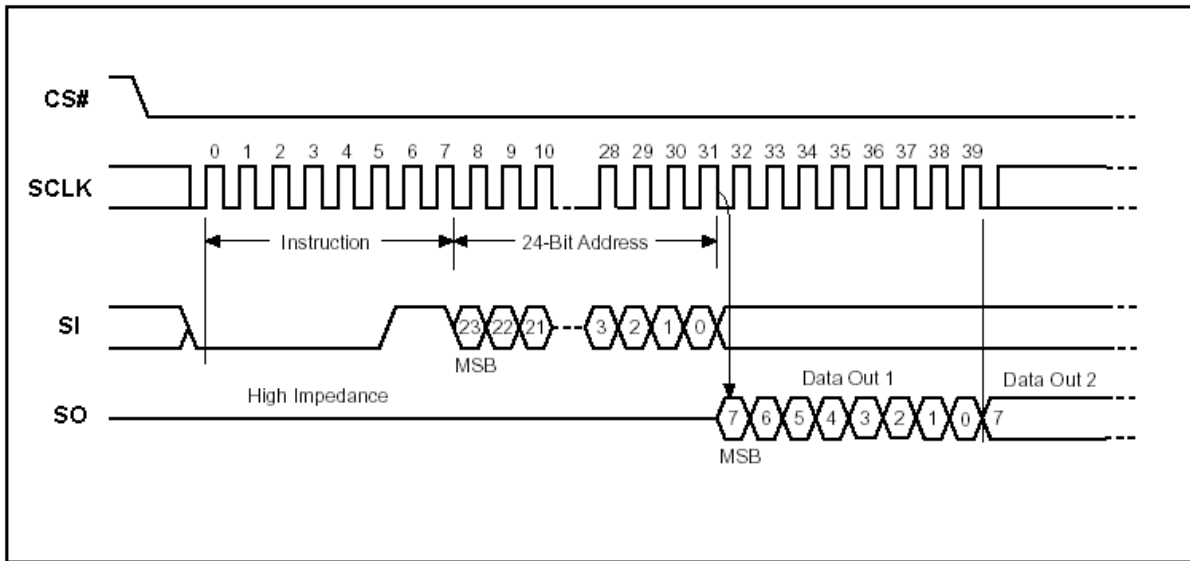 CS#
0 1 2 3 4 5 6 7 8 9 10 28 29 30 31 32 33 34 35 36 37 38 39
SCLK
Instruction 24-Bit Address
SI 23 22 21 3 2 1 0
MSB
High Impedance Data Out 1 Data Out 2
SO 7 6 5 4 3 2 1 0 7
MSB